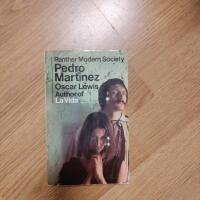 Panther Modern Society
Pedro
Martinez
Oscar Lewis
Author of
La Vida